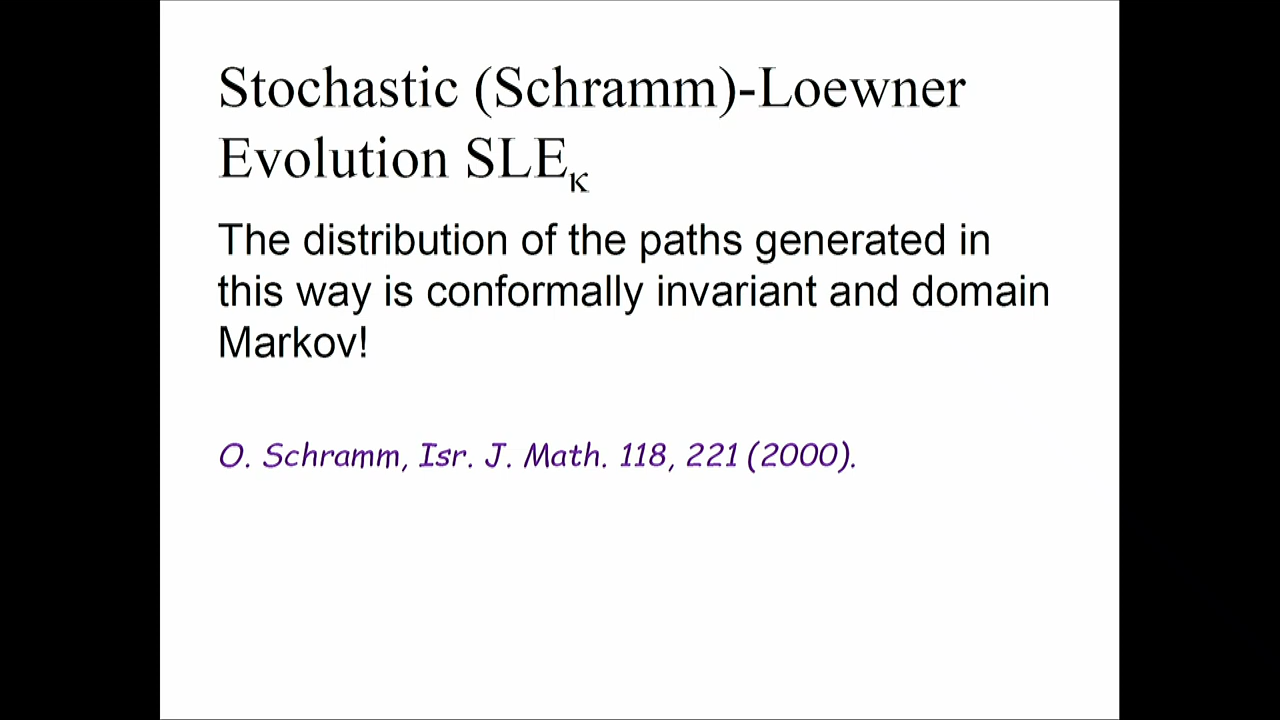 Stochastic (Schramm)-Loewner
Evolution SLEκ
The distribution of the paths generated in
this way is conformally invariant and domain
Markov!
O. Schramm, Isr. J. Math. 118, 221 (2000).